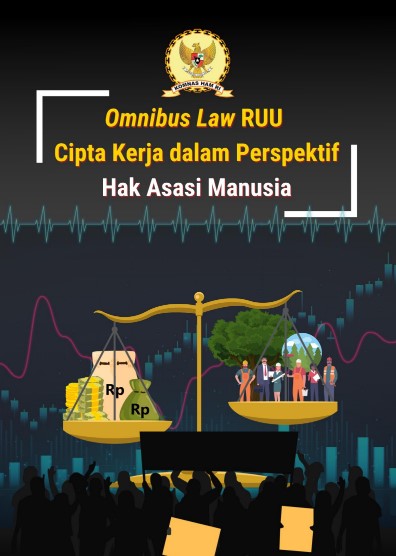 KOMNAS HAM RI
Omnibus Law RUU
Cipta Kerja dalam Perspektif
Hak Asasi Manusia
Rp
Rp